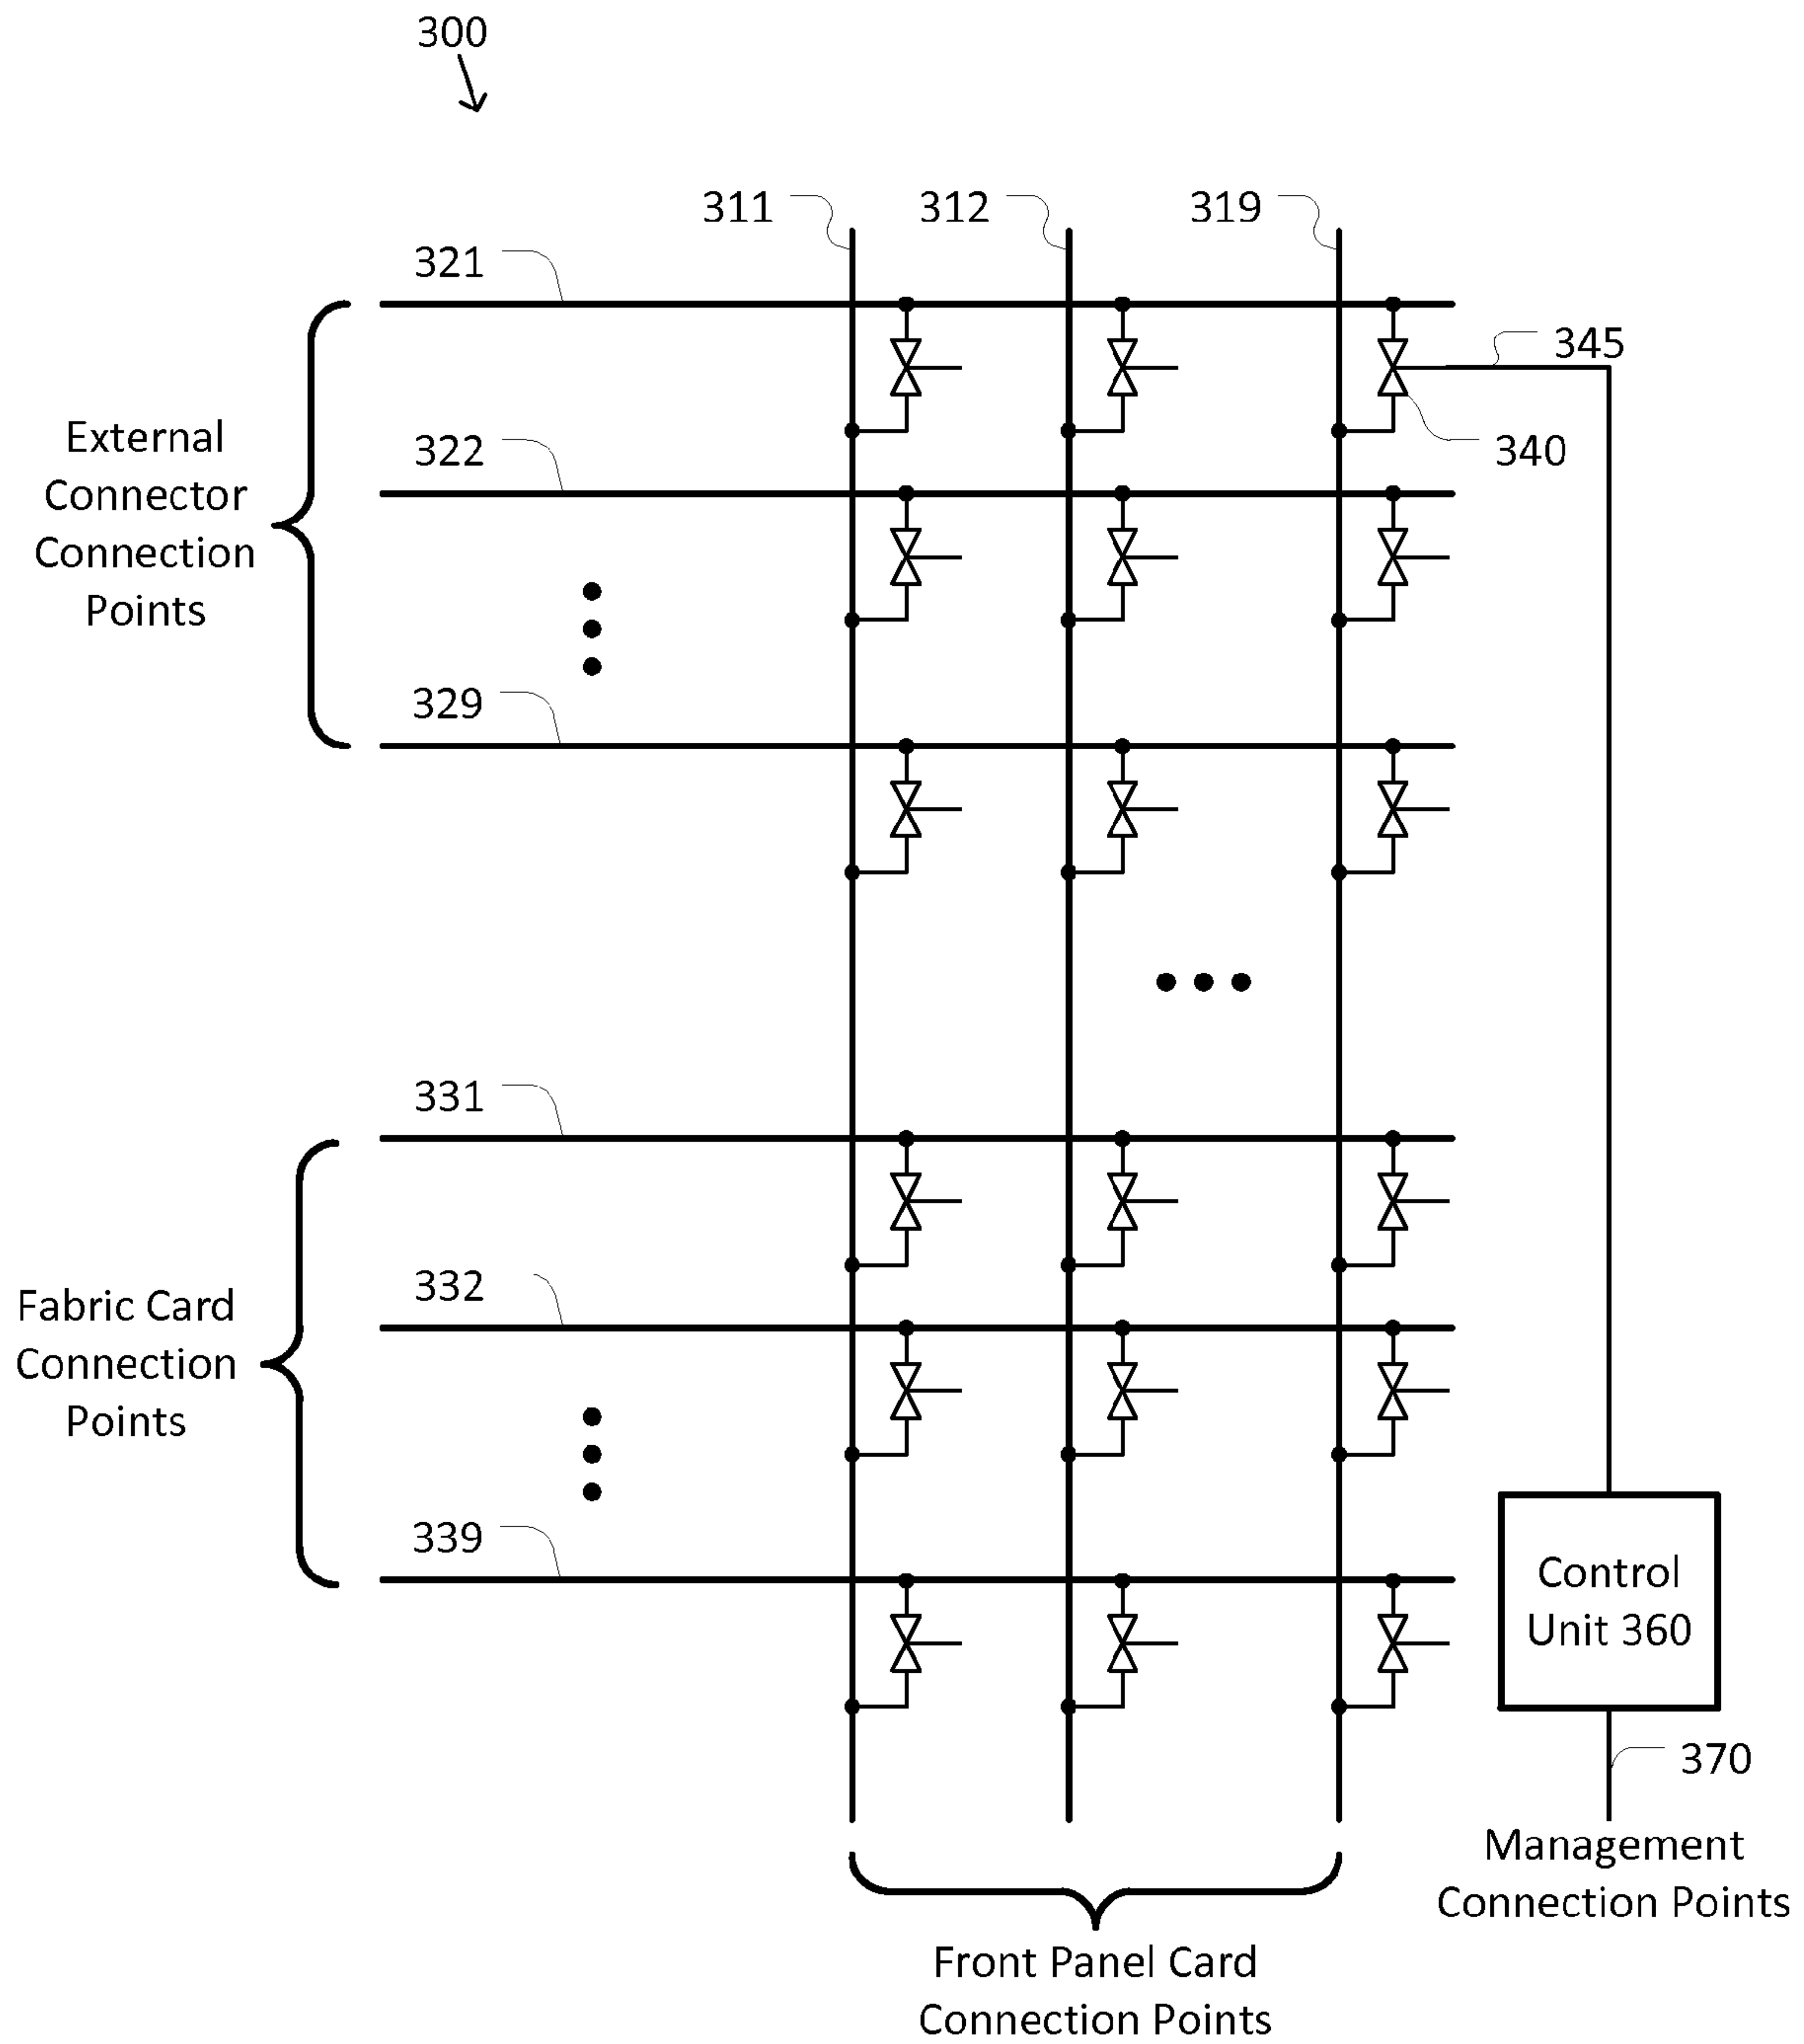 300
311
312
319
321
345
External
Connector
Connection
Points
322
340
329
331
Fabric Card
Connection
Points
332
339
Control
Unit 360
370
Management
Connection Points
Front Panel Card
Connection Points